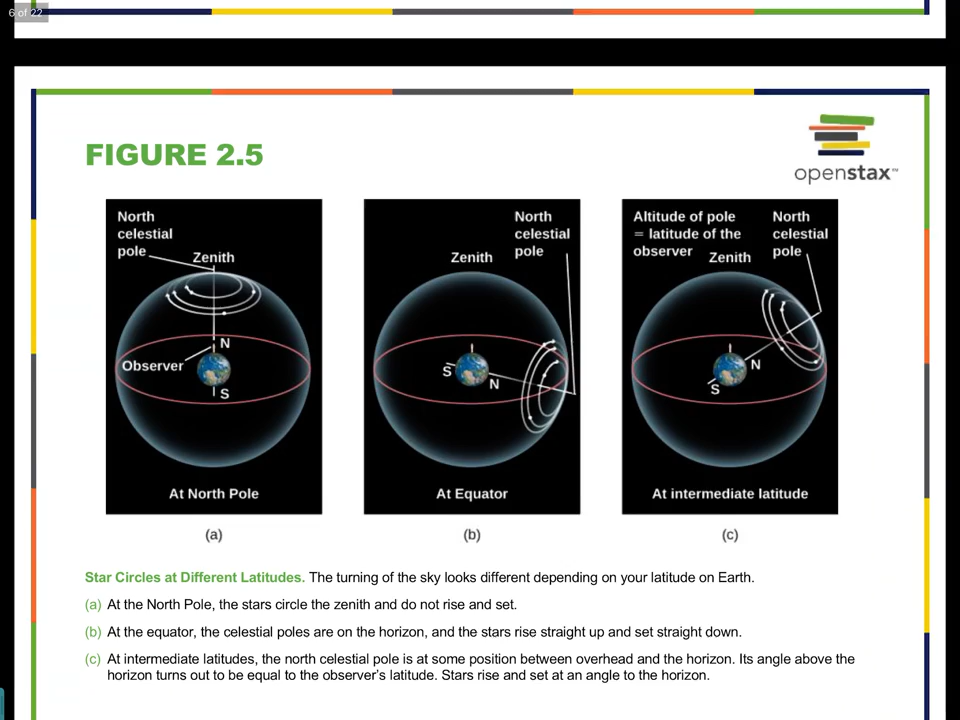 6 of 22
FIGURE 2.5
openstax™
North
celestial
pole
Zenith
N
Observer
S
At North Pole
(a)
North
celestial
pole
Zenith
S
N
At Equator
(b)
Altitude of pole
= latitude of the
observer
North
celestial
pole
Zenith
N
S
At intermediate latitude
(c)
Star Circles at Different Latitudes. The turning of the sky looks different depending on your latitude on Earth.
(a) At the North Pole, the stars circle the zenith and do not rise and set.
(b) At the equator, the celestial poles are on the horizon, and the stars rise straight up and set straight down.
(c) At intermediate latitudes, the north celestial pole is at some position between overhead and the horizon. Its angle above the
horizon turns out to be equal to the observer’s latitude. Stars rise and set at an angle to the horizon.